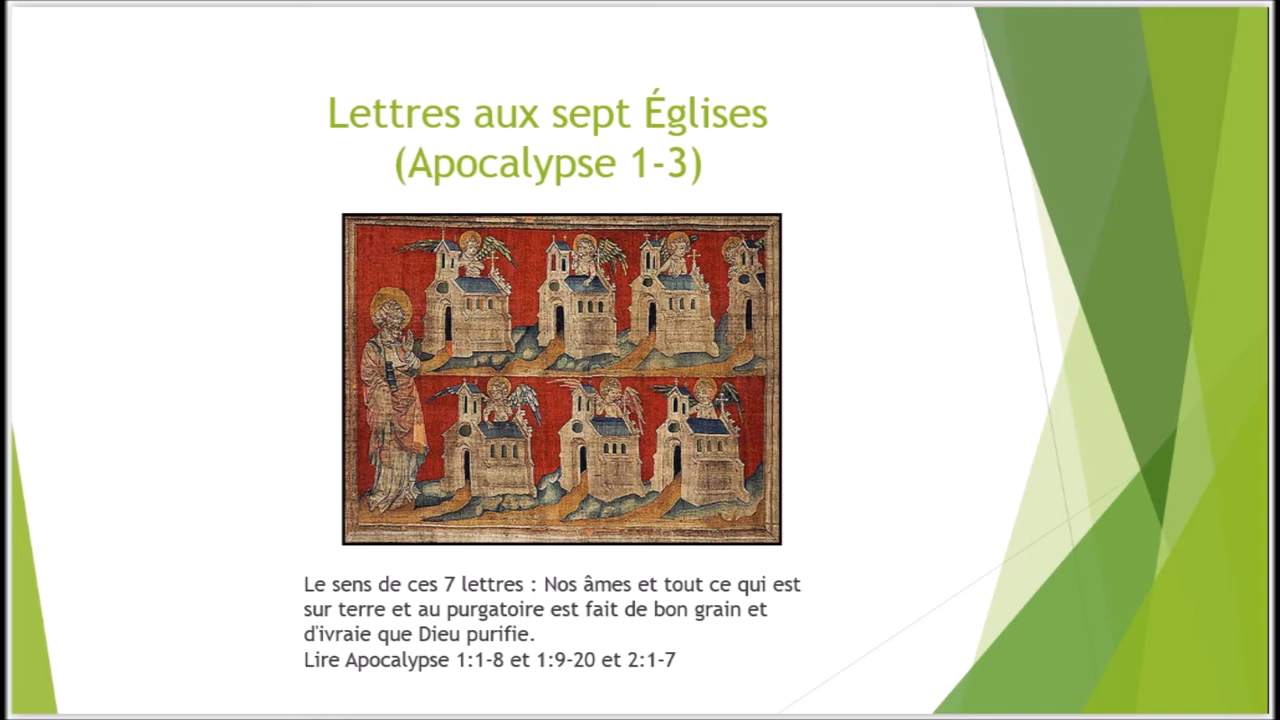 Lettres aux sept Églises
(Apocalypse 1-3)
Le sens de ces 7 lettres : Nos âmes et tout ce qui est
sur terre et au purgatoire est fait de bon grain et
d'ivraie que Dieu purifie.
Lire Apocalypse 1:1-8 et 1:9-20 et 2:1-7